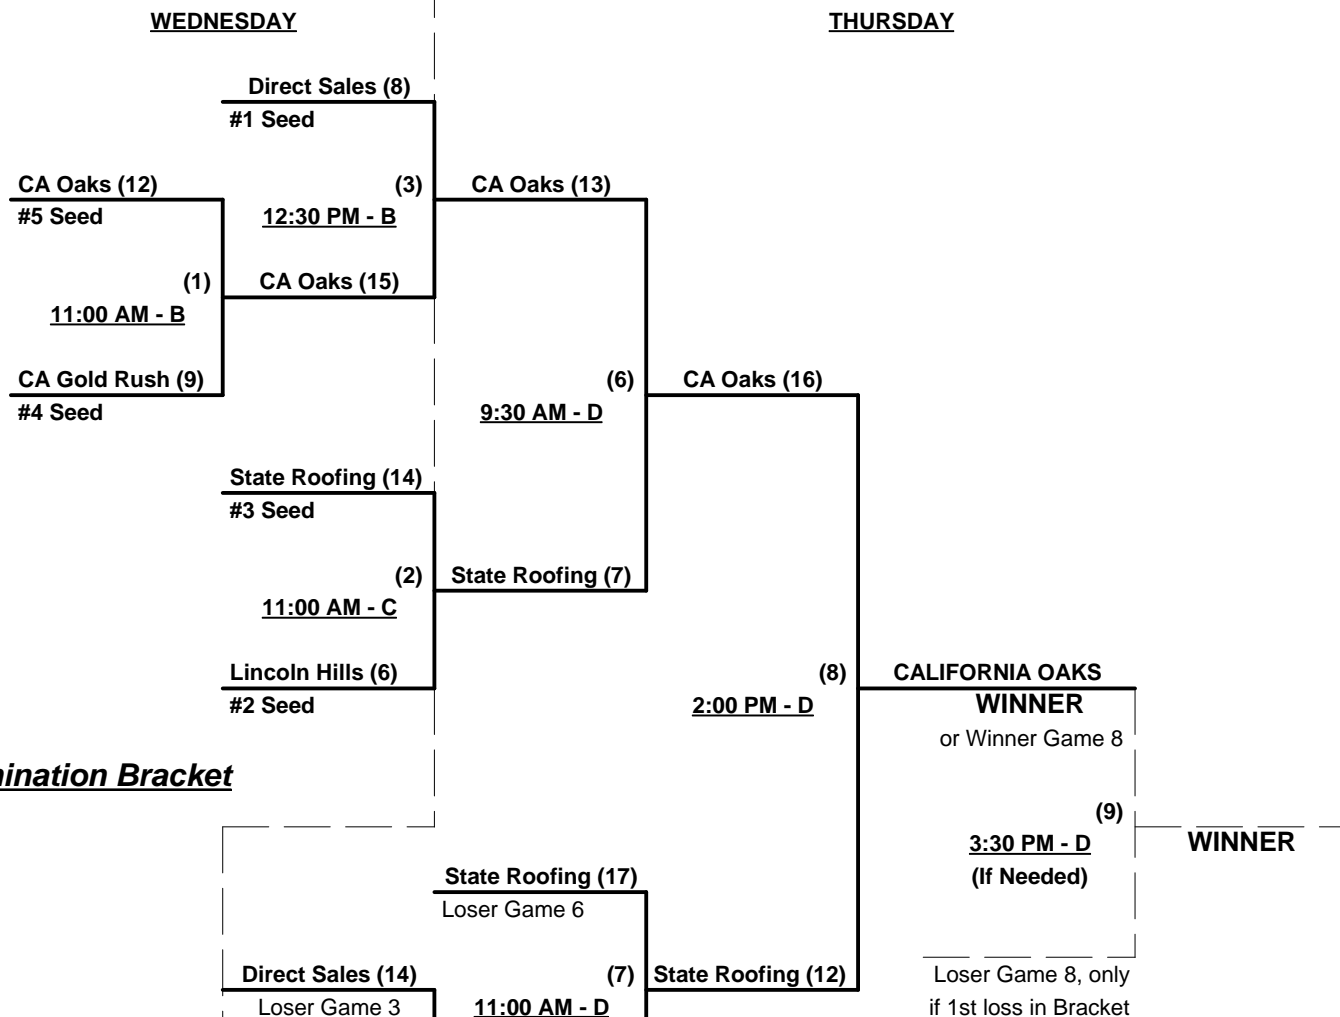 WEDNESDAY
THURSDAY
Direct Sales (8)
#1 Seed
CA Oaks (12)
(3)
CA Oaks (13)
#5 Seed
12:30 PM - B
(1)
CA Oaks (15)
11:00 AM - B
CA Gold Rush (9)
(6)
CA Oaks (16)
#4 Seed
9:30 AM - D
State Roofing (14)
#3 Seed
(2)
State Roofing (7)
11:00 AM - C
Lincoln Hills (6)
(8)
CALIFORNIA OAKS
#2 Seed
2:00 PM - D
WINNER
or Winner Game 8
mination Bracket
(9)
3:30 PM - D
WINNER
(If Needed)
State Roofing (17)
Loser Game 6
Direct Sales (14)
(7)
State Roofing (12)
Loser Game 8, only
Loser Game 3
11:00 AM - D
if 1st loss in Bracket